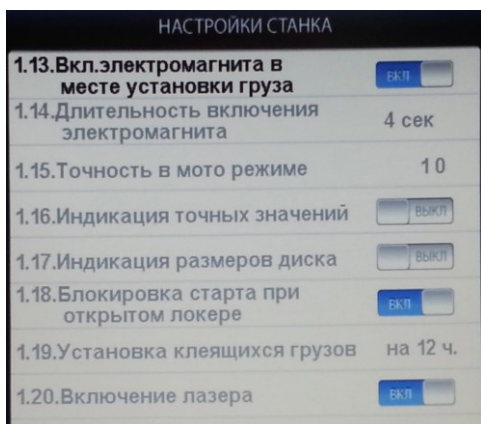 НАСТРОЙКИ СТАНКА
1.13.Вкл.электромагнита в
месте установки груза
ВКЛ
1.14.Длительность включения
электромагнита
4 сек
1.15.Точность в мото режиме
10
1.16.Индикация точных значений
ВЫКЛ
1.17.Индикация размеров диска
ВЫКЛ
1.18.Блокировка старта при
открытом локере
ВКЛ
1.19.Установка клеящихся грузов
на 12 ч.
1.20.Включение лазера
ВКЛ